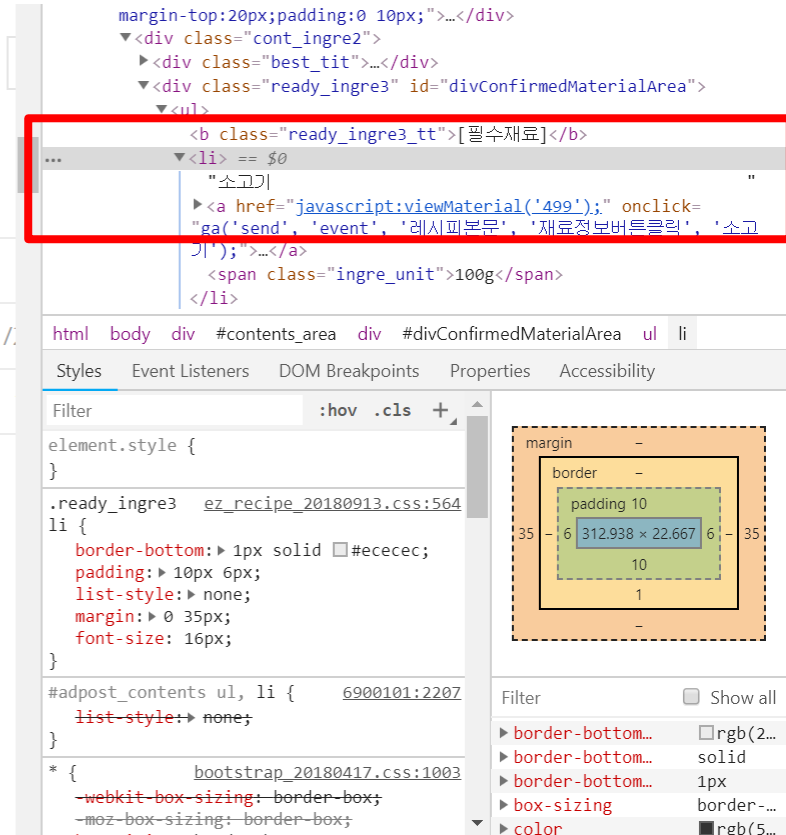 margin-top:20px;padding:0 10px;">…</div>
▼<div class="cont_ingre2">
▶<div class="best_tit">…</div>
▼<div class="ready_ingre3" id="divConfirmedMaterialArea">
▼<ul>
<b class="ready_ingre3_tt">[필수재료]</b>
… ▼<li> == $0
"소고기 "
▶<a href="javascript:viewMaterial('499');" onclick=
"ga('send', 'event', '레시피본문', '재료정보버튼클릭', '소고
기');">…</a>
<span class="ingre_unit">100g</span>
</li>
html body div #contents_area div #divConfirmedMaterialArea ul li
Styles Event Listeners DOM Breakpoints Properties Accessibility
Filter :hov .cls +
element.style {
}
.ready_ingre3 ez_recipe_20180913.css:564
li {
border-bottom:▶1px solid #ececec;
padding:▶10px 6px;
list-style:▶none;
margin:▶0 35px;
font-size: 16px;
}
#adpost_contents ul, li { 6900101:2207
list-style:▶none;
}
* { bootstrap_20180417.css:1003
-webkit-box-sizing: border-box;
-moz-box-sizing: border-box;
margin –
border –
padding 10
35 – 6 312.938 × 22.667 6 – 35
10
1
–
Filter Show all
▶border-bottom… rgb(2…
▶border-bottom… solid
▶border-bottom… 1px
▶box-sizing border-…
▶color rgb(5…